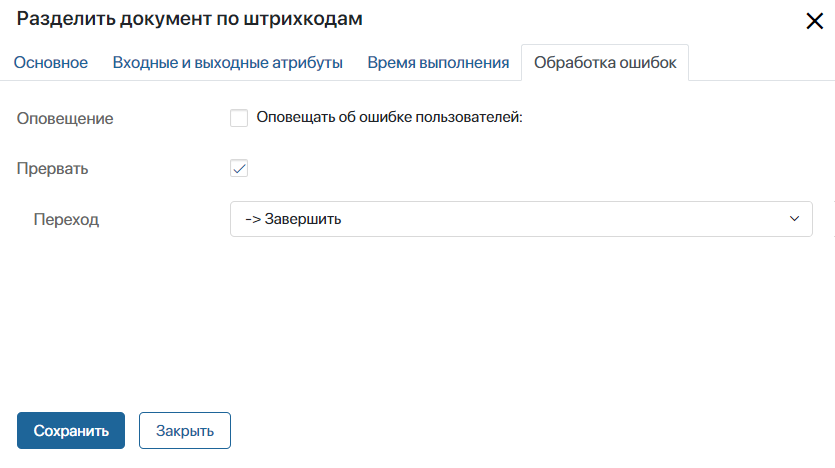 Разделить документ по штрихкодам
Основное Входные и выходные атрибуты Время выполнения Обработка ошибок
Оповещение Оповещать об ошибке пользователей:
Прервать
Переход -> Завершить
Сохранить Закрыть